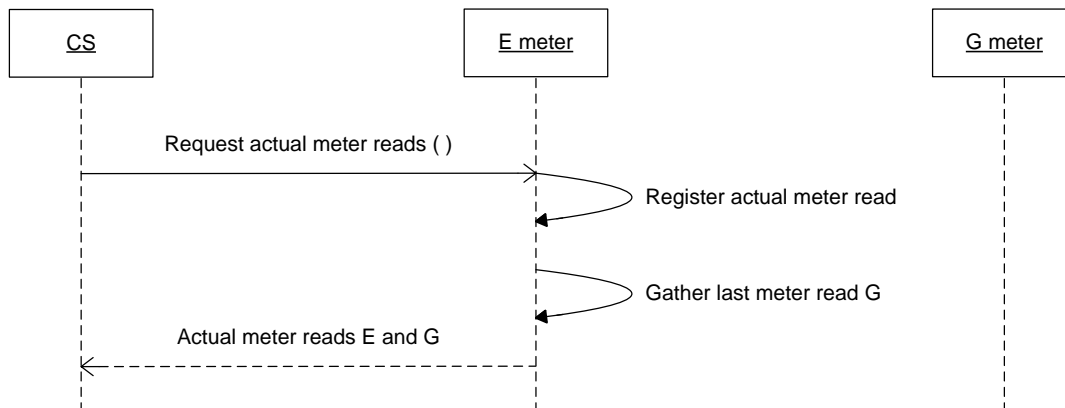 CS
E meter
G meter
Request actual meter reads ( )
Register actual meter read
Gather last meter read G
Actual meter reads E and G